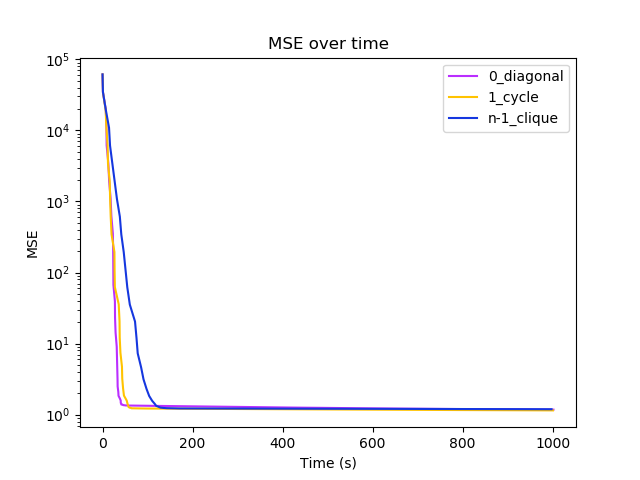 MSE over time
10^5
10^4
10^3
10^2
10^1
10^0
MSE
0_diagonal
1_cycle
n-1_clique
0 200 400 600 800 1000
Time (s)